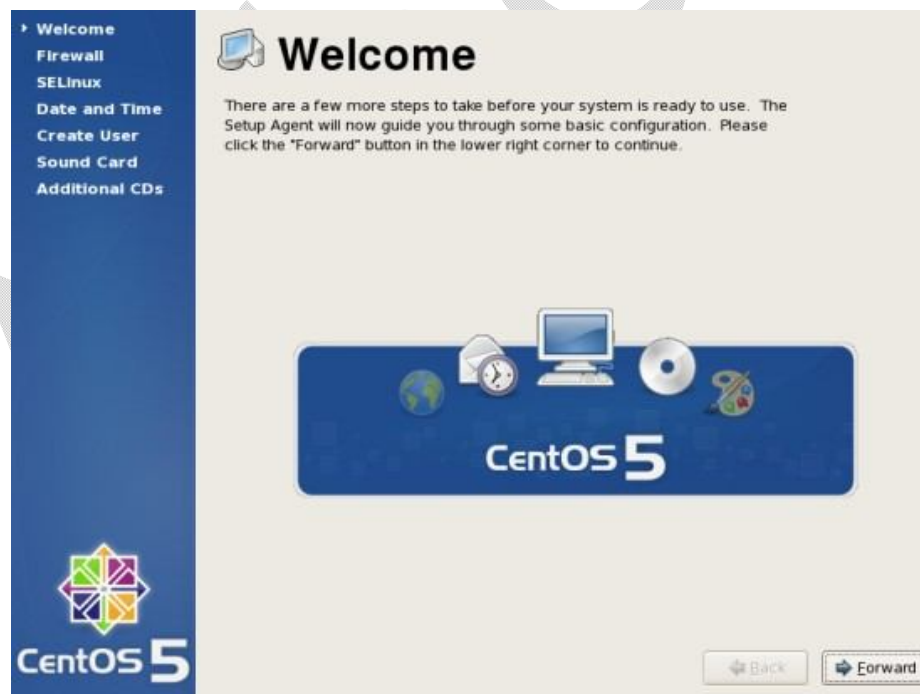 Welcome
Firewall
SELinux
Date and Time
Create User
Sound Card
Additional CDs
Welcome
There are a few more steps to take before your system is ready to use. The
Setup Agent will now guide you through some basic configuration. Please
click the "Forward" button in the lower right corner to continue.
CentOS 5
CentOS 5
Back
Forward